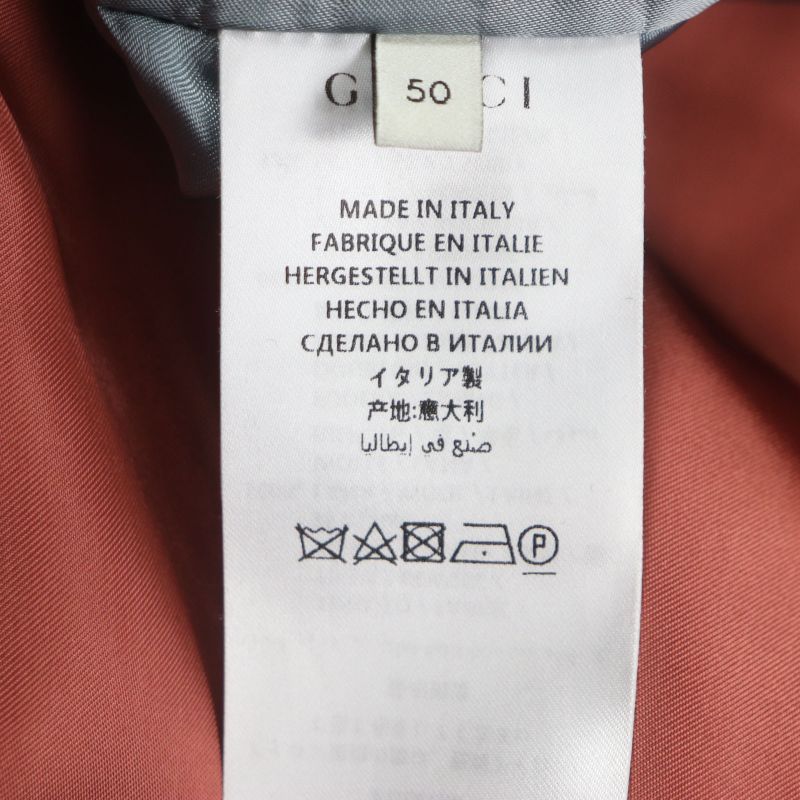 G CI
50
MADE IN ITALY
FABRIQUE EN ITALIE
HERGESTELLT IN ITALIEN
HECHO EN ITALIA
СДЕЛАНО В ИТАЛИИ
イタリア製
产地:意大利
صنع في إيطاليا
P